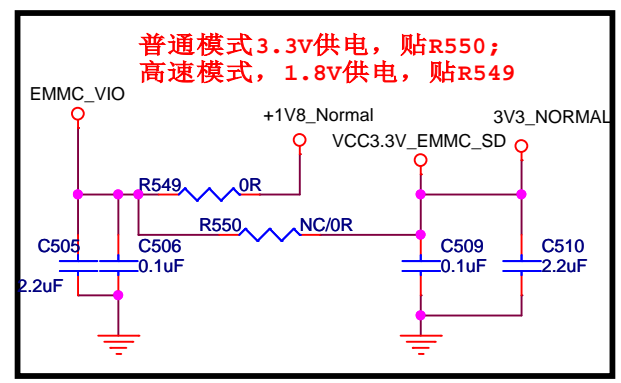 普通模式3.3V供电，贴R550；
高速模式，1.8V供电，贴R549
EMMC_VIO
+1V8_Normal
3V3_NORMAL
VCC3.3V_EMMC_SD
R549
0R
R550
NC/0R
C505
2.2uF
C506
0.1uF
C509
0.1uF
C510
2.2uF